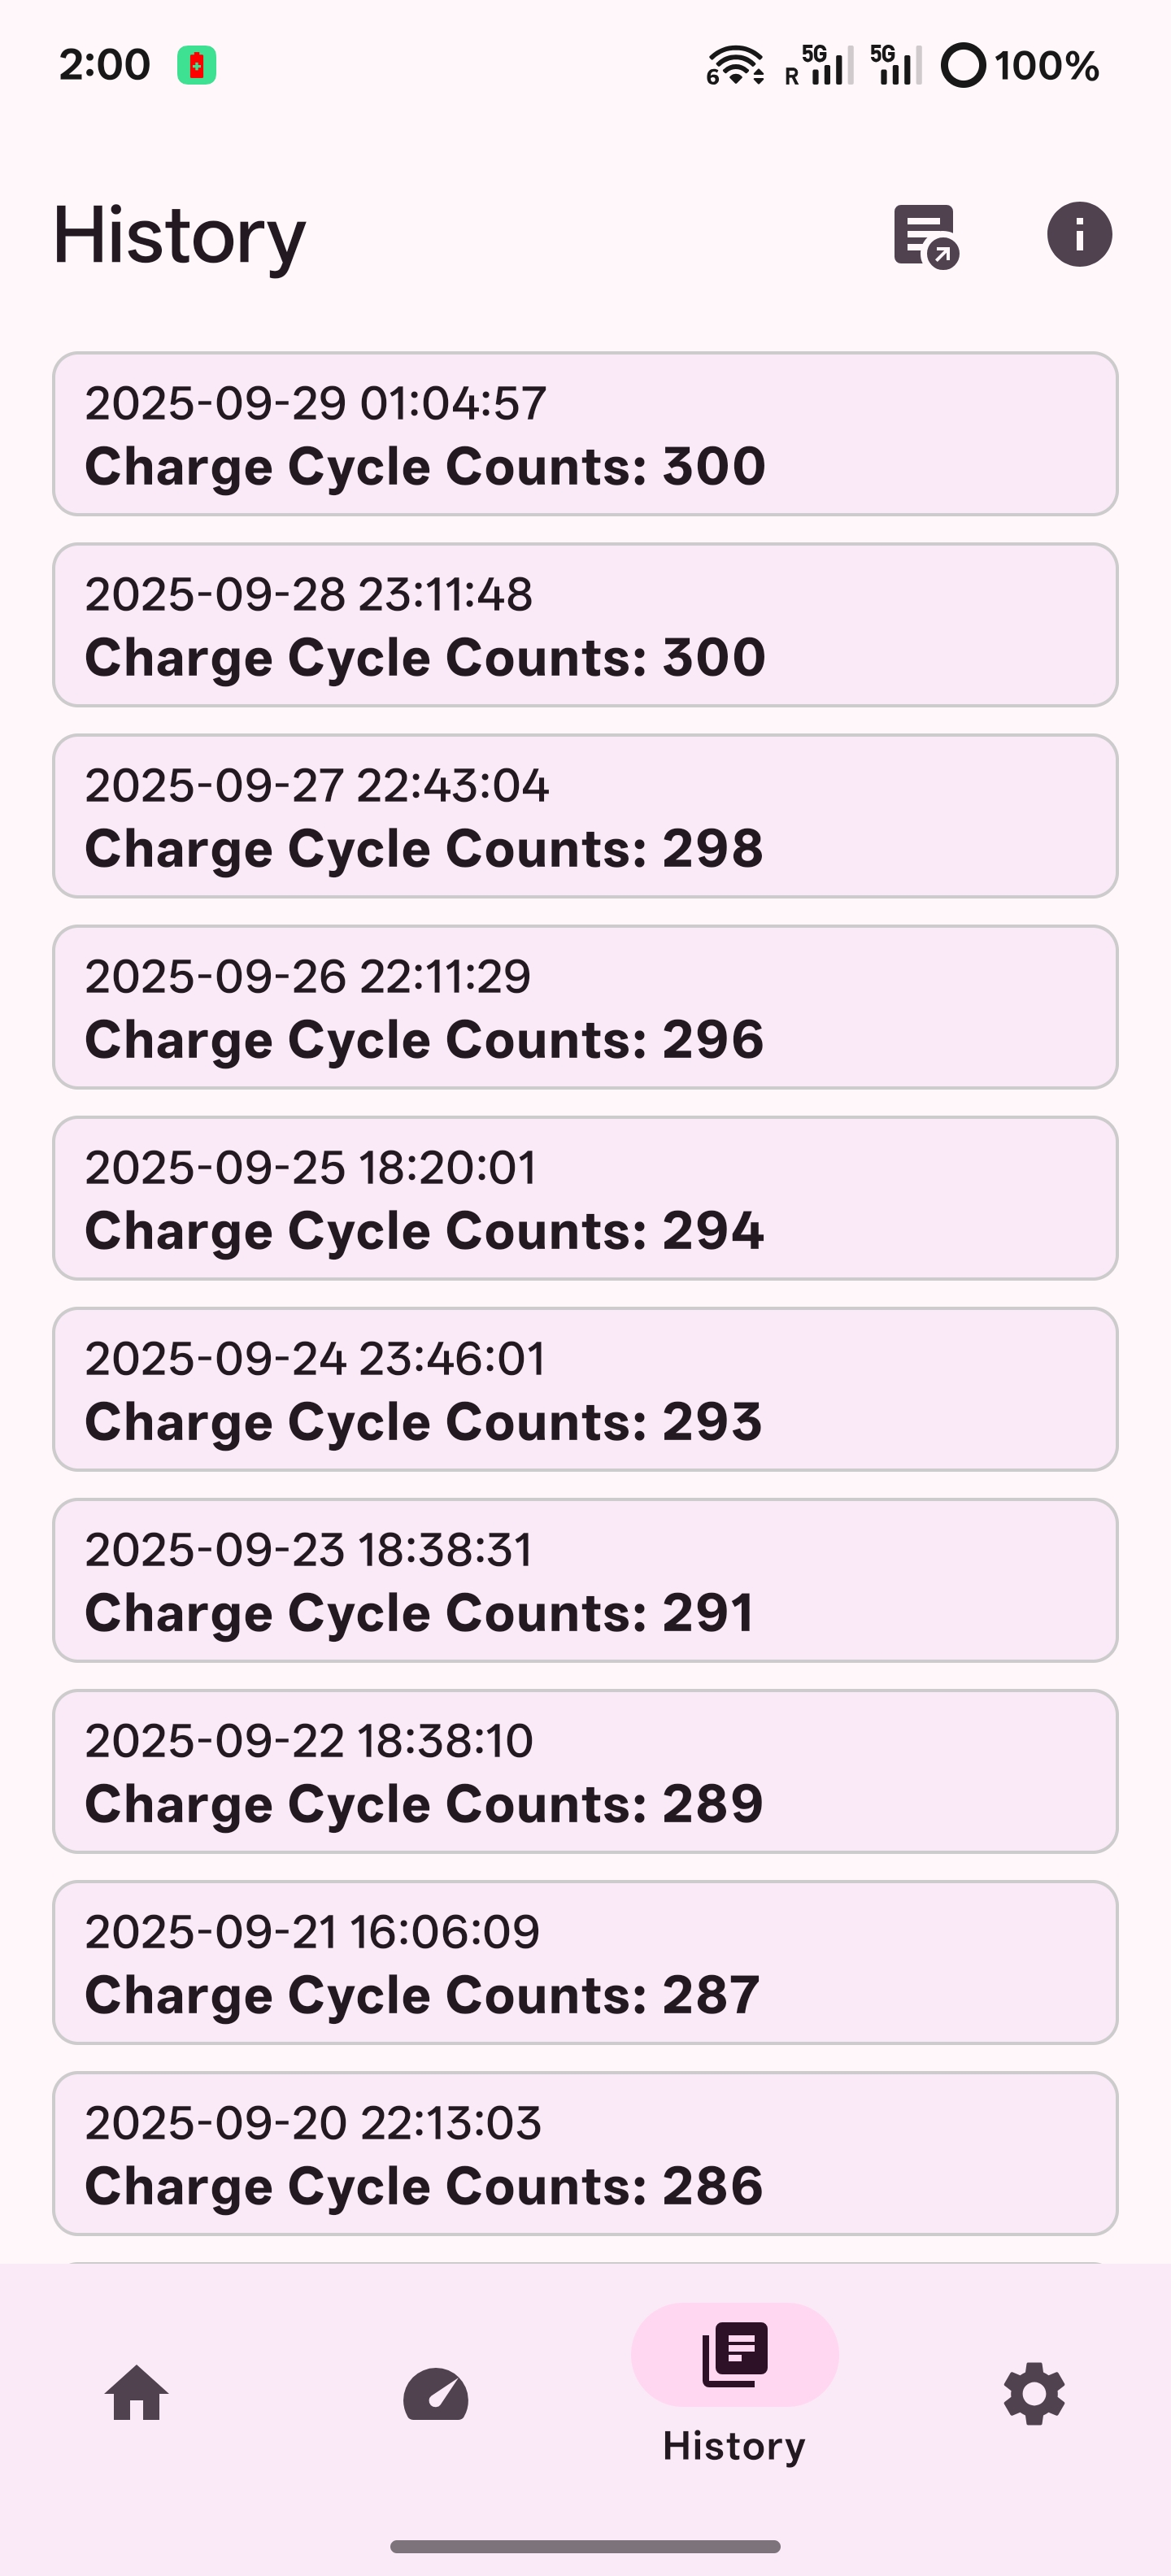 2:00
6 R 5G 5G 100%
History
2025-09-29 01:04:57
Charge Cycle Counts: 300
2025-09-28 23:11:48
Charge Cycle Counts: 300
2025-09-27 22:43:04
Charge Cycle Counts: 298
2025-09-26 22:11:29
Charge Cycle Counts: 296
2025-09-25 18:20:01
Charge Cycle Counts: 294
2025-09-24 23:46:01
Charge Cycle Counts: 293
2025-09-23 18:38:31
Charge Cycle Counts: 291
2025-09-22 18:38:10
Charge Cycle Counts: 289
2025-09-21 16:06:09
Charge Cycle Counts: 287
2025-09-20 22:13:03
Charge Cycle Counts: 286
History